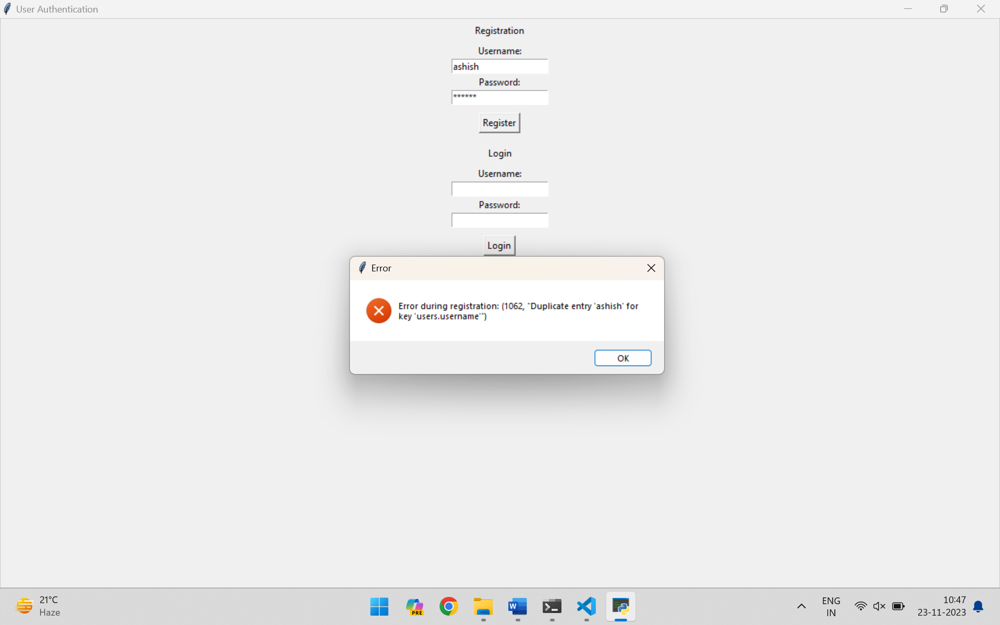 User Authentication
Registration
Username:
ashish
Password:
******
Register
Login
Username:
Password:
Login
Error
Error during registration: (1062, "Duplicate entry 'ashish' for
key 'users.username'")
OK
21°C
Haze
PRE
W
ENG
IN
10:47
23-11-2023